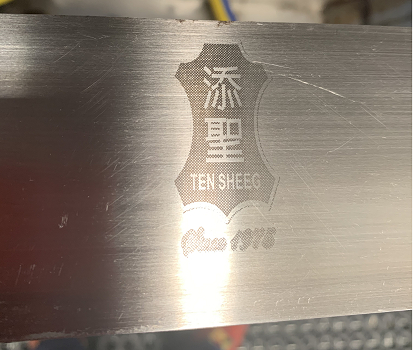 添
聖
TEN SHEEG
Since 1978